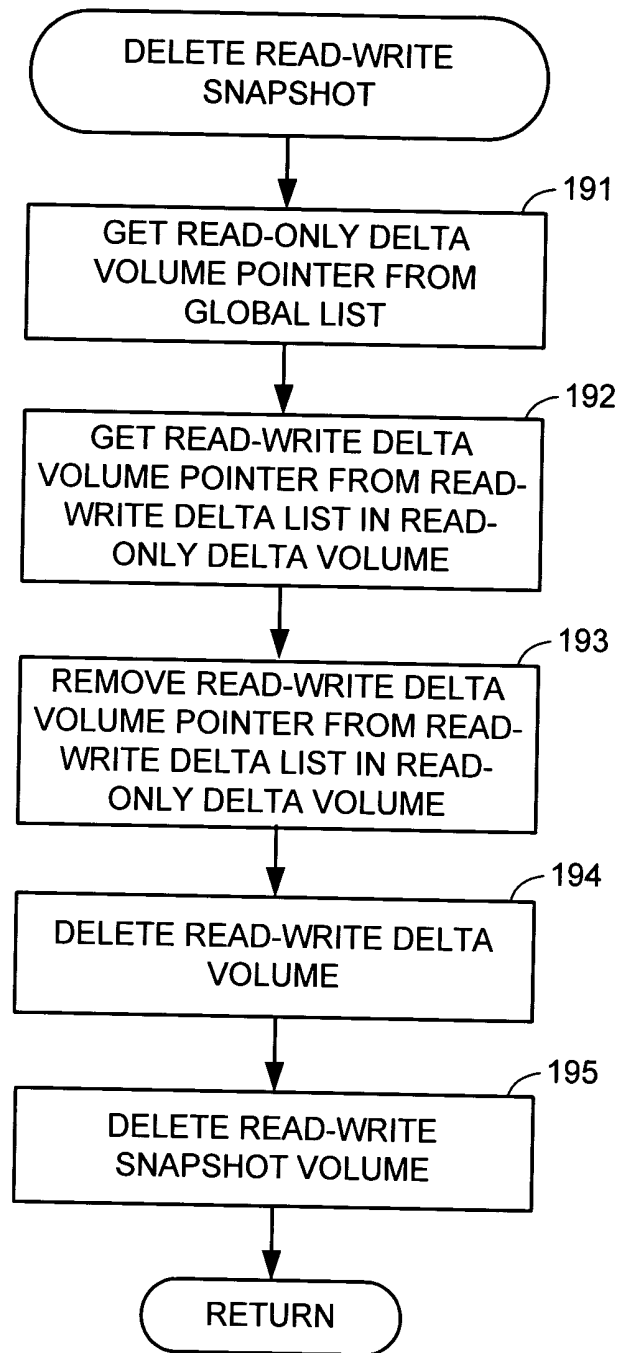 DELETE READ-WRITE
SNAPSHOT
191
GET READ-ONLY DELTA
VOLUME POINTER FROM
GLOBAL LIST
192
GET READ-WRITE DELTA
VOLUME POINTER FROM READ-
WRITE DELTA LIST IN READ-
ONLY DELTA VOLUME
193
REMOVE READ-WRITE DELTA
VOLUME POINTER FROM READ-
WRITE DELTA LIST IN READ-
ONLY DELTA VOLUME
194
DELETE READ-WRITE DELTA
VOLUME
195
DELETE READ-WRITE
SNAPSHOT VOLUME
RETURN